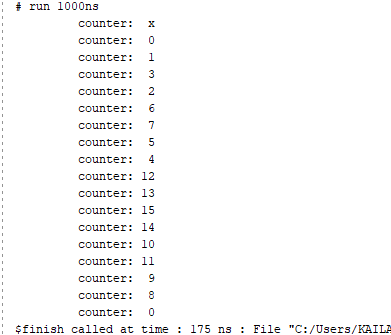 # run 1000ns
counter: x
counter: 0
counter: 1
counter: 3
counter: 2
counter: 6
counter: 7
counter: 5
counter: 4
counter: 12
counter: 13
counter: 15
counter: 14
counter: 10
counter: 11
counter: 9
counter: 8
counter: 0
$finish called at time : 175 ns : File "C:/Users/KAILA